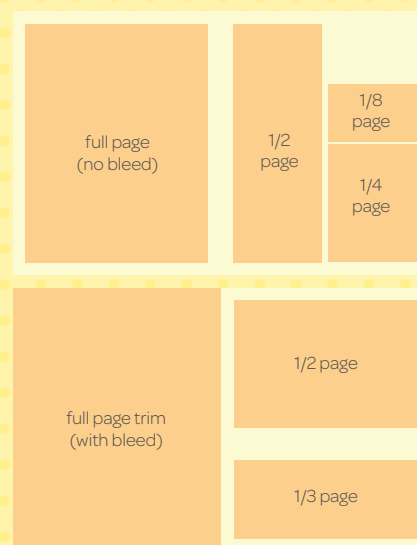 full page
(no bleed)
1/2
page
1/8
page
1/4
page
full page trim
(with bleed)
1/2 page
1/3 page